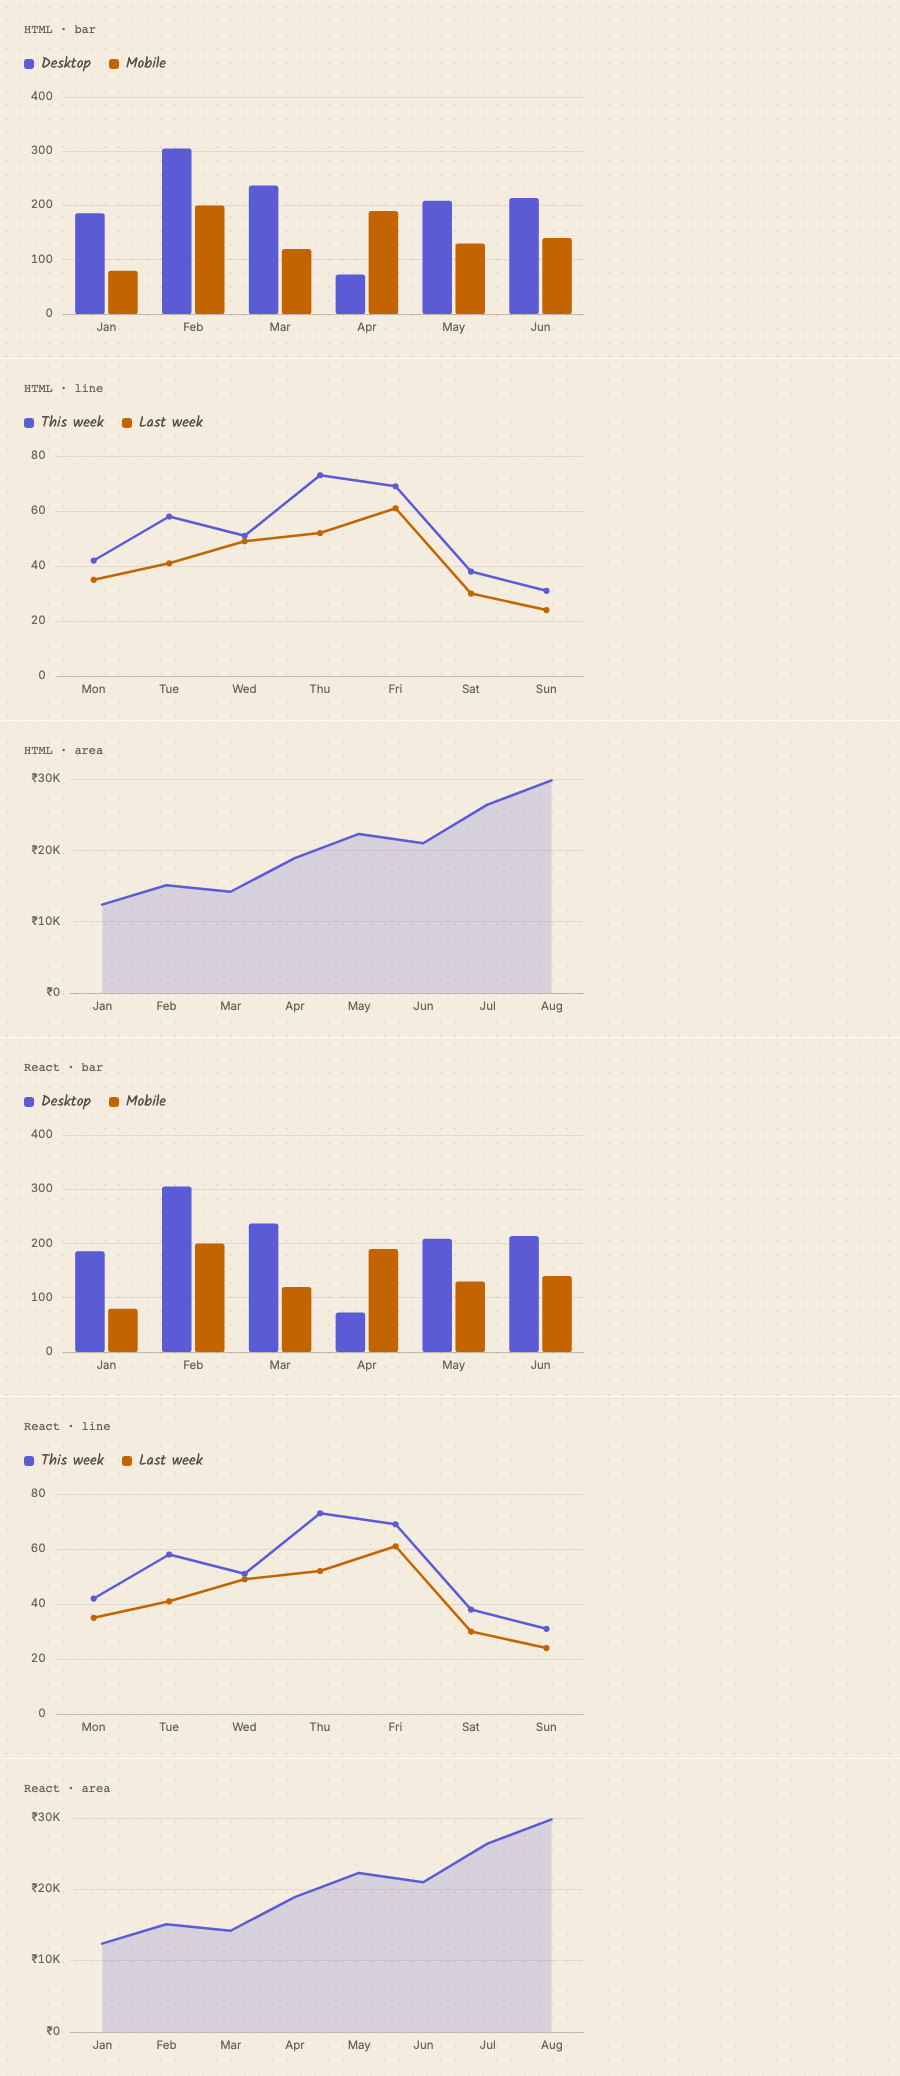 HTML · bar
Desktop Mobile
400
300
200
100
0
Jan Feb Mar Apr May Jun
HTML · line
This week Last week
80
60
40
20
0
Mon Tue Wed Thu Fri Sat Sun
HTML · area
₹30K
₹20K
₹10K
₹0
Jan Feb Mar Apr May Jun Jul Aug
React · bar
Desktop Mobile
400
300
200
100
0
Jan Feb Mar Apr May Jun
React · line
This week Last week
80
60
40
20
0
Mon Tue Wed Thu Fri Sat Sun
React · area
₹30K
₹20K
₹10K
₹0
Jan Feb Mar Apr May Jun Jul Aug